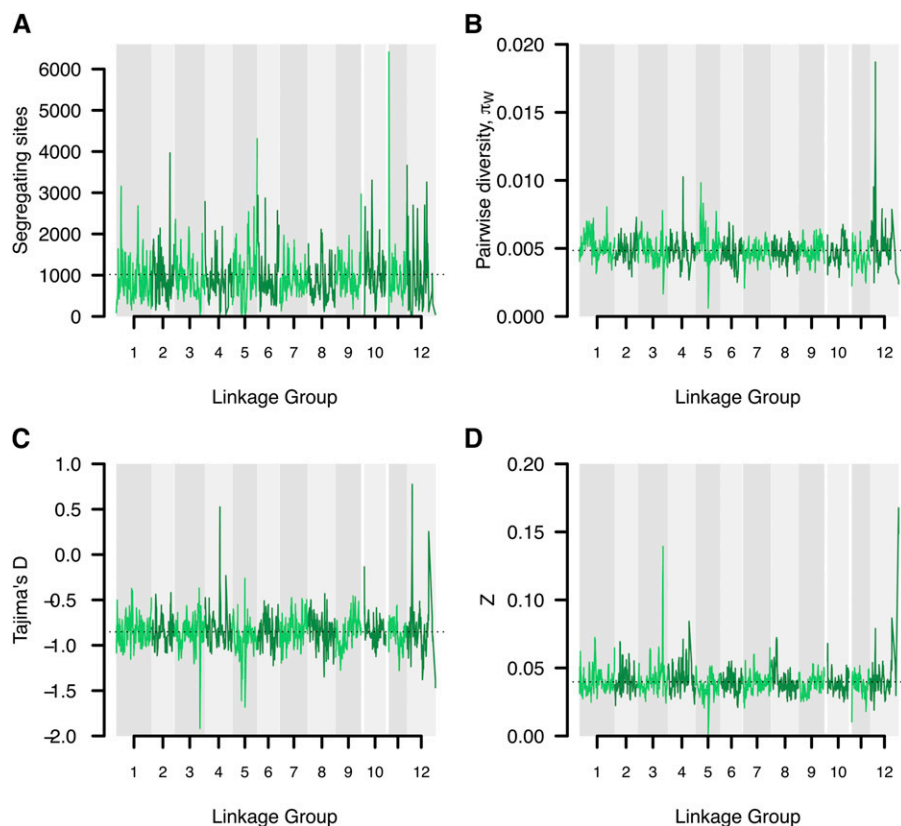 A
Segregating sites
6000
5000
4000
3000
2000
1000
0
1 2 3 4 5 6 7 8 9 10 12
Linkage Group
B
Pairwise diversity, πW
0.020
0.015
0.010
0.005
0.000
1 2 3 4 5 6 7 8 9 10 12
Linkage Group
C
Tajima's D
1.0
0.5
0.0
−0.5
−1.0
−1.5
−2.0
1 2 3 4 5 6 7 8 9 10 12
Linkage Group
D
Z
0.20
0.15
0.10
0.05
0.00
1 2 3 4 5 6 7 8 9 10 12
Linkage Group